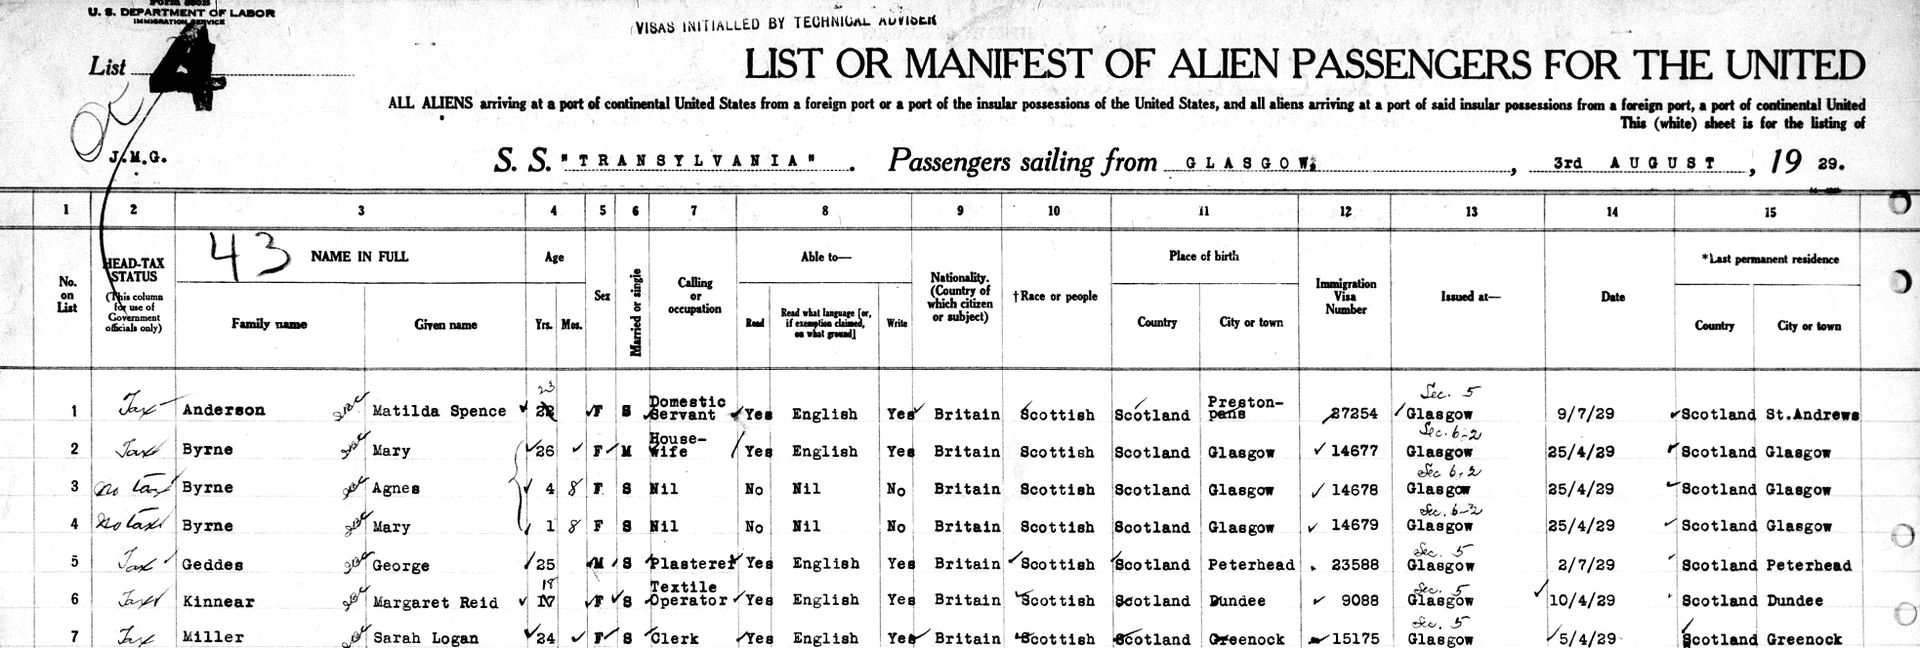 Form 500B
U. S. DEPARTMENT OF LABOR
IMMIGRATION SERVICE
VISAS INITIALLED BY TECHNICAL ADVISER
List 4
LIST OR MANIFEST OF ALIEN PASSENGERS FOR THE UNITED
ALL ALIENS arriving at a port of continental United States from a foreign port or a port of the insular possessions of the United States, and all aliens arriving at a port of said insular possessions from a foreign port, a port of continental United
This (white) sheet is for the listing of
J.M.G.
S. S. "TRANSYLVANIA". Passengers sailing from GLASGOW, 3rd AUGUST, 19 29.
1 2 3 4 5 6 7 8 9 10 11 12 13 14 15
No. on List
HEAD-TAX STATUS
(This column for use of Government officials only)
43
NAME IN FULL
Family name
Given name
Age
Yrs. Mos.
Sex
Married or single
Calling or occupation
Able to—
Read
Read what language [or, if exemption claimed, on what ground]
Write
Nationality. (Country of which citizen or subject)
†Race or people
Place of birth
Country
City or town
Immigration Visa Number
Issued at—
Date
*Last permanent residence
Country
City or town
1 Tax Anderson Matilda Spence 22 23 F S Domestic Servant Yes English Yes Britain Scottish Scotland Prestonpans 27254 Sec. 5 Glasgow 9/7/29 Scotland St.Andrews
2 Tax Byrne Mary 26 F M House-wife Yes English Yes Britain Scottish Scotland Glasgow 14677 Sec. 6-2 Glasgow 25/4/29 Scotland Glasgow
3 No tax Byrne Agnes 4 8 F S Nil No Nil No Britain Scottish Scotland Glasgow 14678 Sec 6-2 Glasgow 25/4/29 Scotland Glasgow
4 No tax Byrne Mary 1 8 F S Nil No Nil No Britain Scottish Scotland Glasgow 14679 Sec. 6-2 Glasgow 25/4/29 Scotland Glasgow
5 Tax Geddes George 25 M S Plasterer Yes English Yes Britain Scottish Scotland Peterhead 23588 Sec. 5 Glasgow 2/7/29 Scotland Peterhead
6 Tax Kinnear Margaret Reid 17 18 F S Textile Operator Yes English Yes Britain Scottish Scotland Dundee 9088 Sec. 5 Glasgow 10/4/29 Scotland Dundee
7 Tax Miller Sarah Logan 24 F S Clerk Yes English Yes Britain Scottish Scotland Greenock 15175 Sec. 5 Glasgow 5/4/29 Scotland Greenock